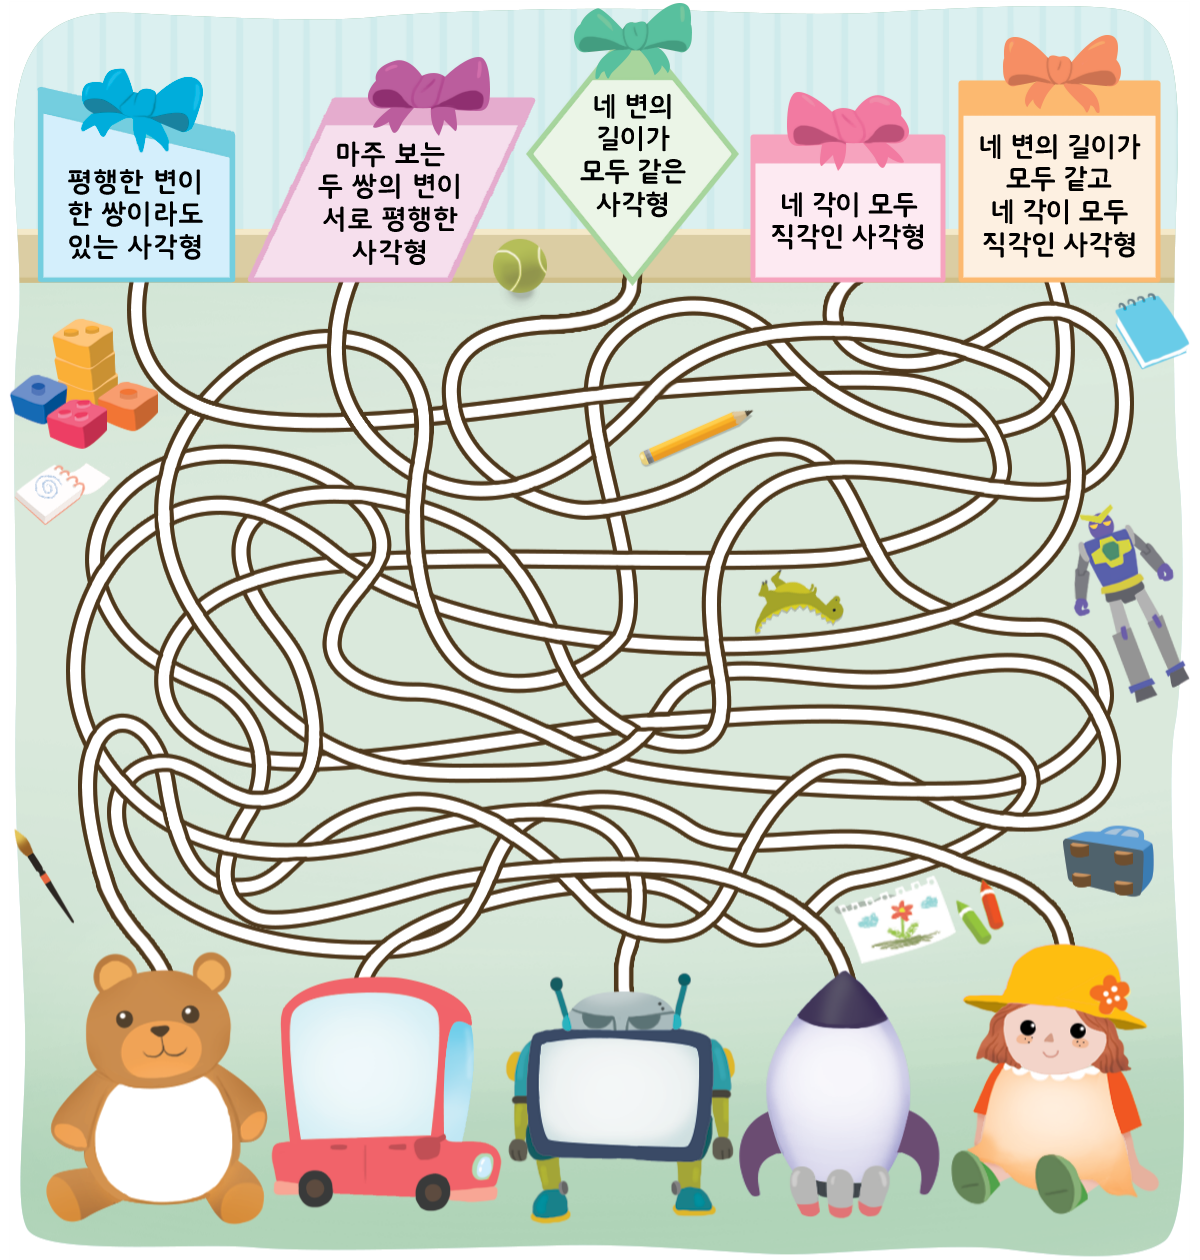 평행한 변이
한 쌍이라도
있는 사각형
마주 보는
두 쌍의 변이
서로 평행한
사각형
네 변의
길이가
모두 같은
사각형
네 각이 모두
직각인 사각형
네 변의 길이가
모두 같고
네 각이 모두
직각인 사각형